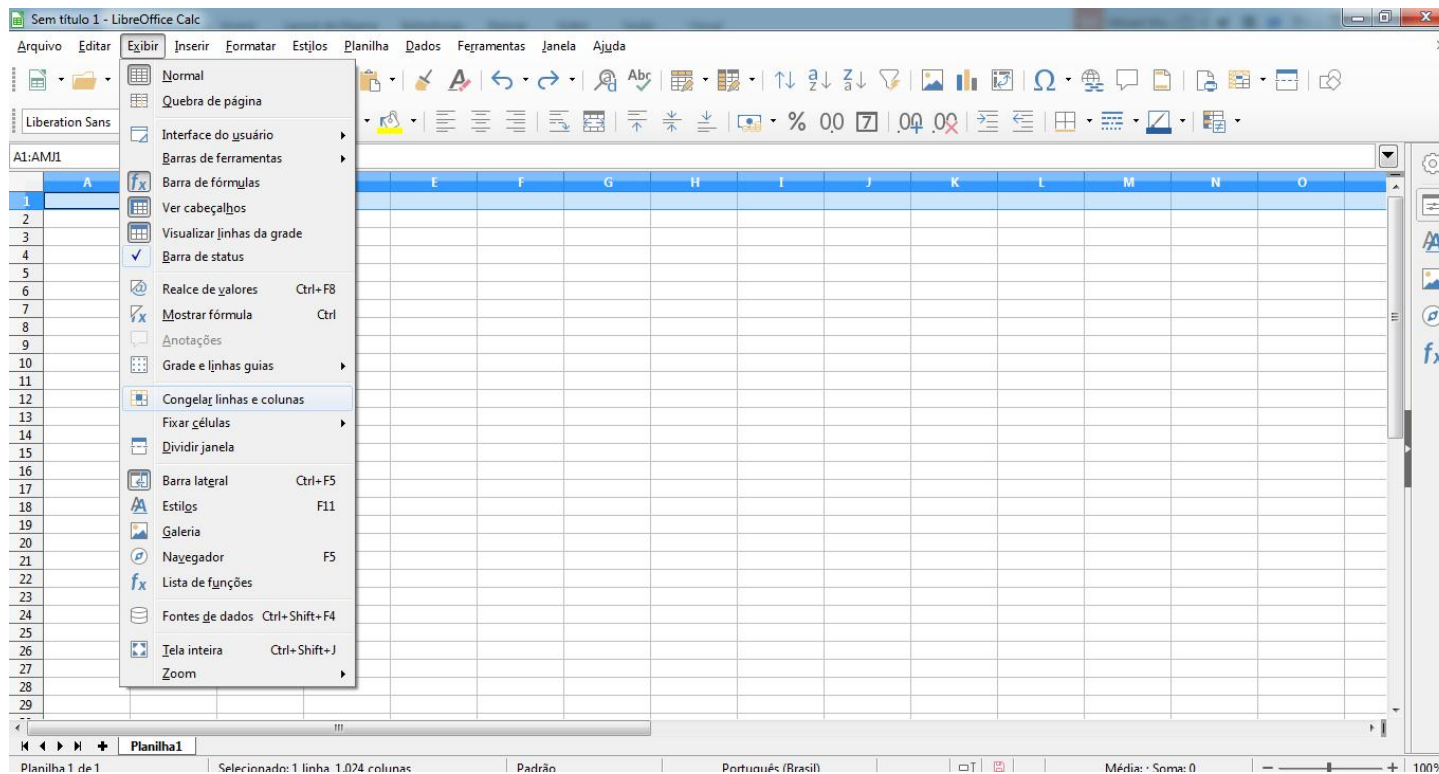 Sem título 1 - LibreOffice Calc
Arquivo Editar Exibir Inserir Formatar Estilos Planilha Dados Ferramentas Janela Ajuda
Liberation Sans
A1:AMJ1
A E F G H I J K L M N O
Normal
Quebra de página
Interface do usuário
Barras de ferramentas
Barra de fórmulas
Ver cabeçalhos
Visualizar linhas da grade
Barra de status
Realce de valores Ctrl+F8
Mostrar fórmula Ctrl
Anotações
Grade e linhas guias
Congelar linhas e colunas
Fixar células
Dividir janela
Barra lateral Ctrl+F5
Estilos F11
Galeria
Navegador F5
Lista de funções
Fontes de dados Ctrl+Shift+F4
Tela inteira Ctrl+Shift+J
Zoom
1
2
3
4
5
6
7
8
9
10
11
12
13
14
15
16
17
18
19
20
21
22
23
24
25
26
27
28
29
Planilha1
Planilha 1 de 1 Selecionado: 1 linha, 1.024 colunas Padrão Português (Brasil) Média: ; Soma: 0 100%